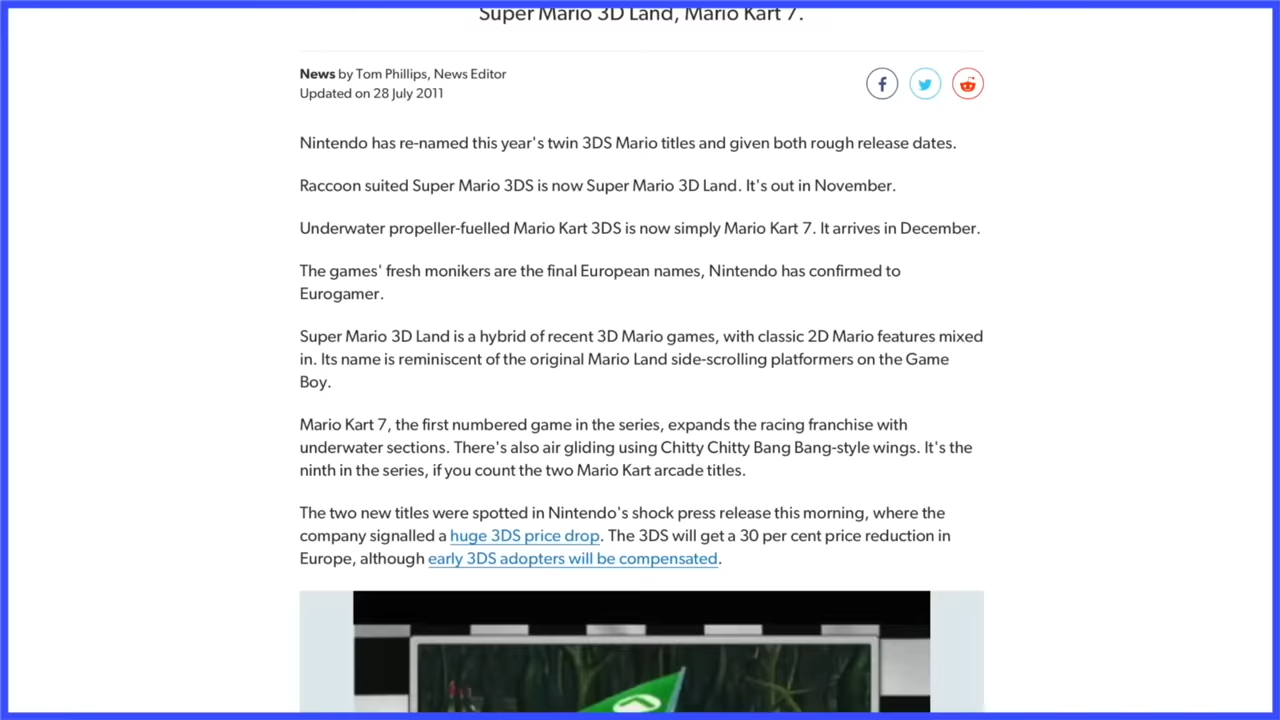 Super Mario 3D Land, Mario Kart 7.
News by Tom Phillips, News Editor
Updated on 28 July 2011
Nintendo has re-named this year's twin 3DS Mario titles and given both rough release dates.
Raccoon suited Super Mario 3DS is now Super Mario 3D Land. It's out in November.
Underwater propeller-fuelled Mario Kart 3DS is now simply Mario Kart 7. It arrives in December.
The games' fresh monikers are the final European names, Nintendo has confirmed to
Eurogamer.
Super Mario 3D Land is a hybrid of recent 3D Mario games, with classic 2D Mario features mixed
in. Its name is reminiscent of the original Mario Land side-scrolling platformers on the Game
Boy.
Mario Kart 7, the first numbered game in the series, expands the racing franchise with
underwater sections. There's also air gliding using Chitty Chitty Bang Bang-style wings. It's the
ninth in the series, if you count the two Mario Kart arcade titles.
The two new titles were spotted in Nintendo's shock press release this morning, where the
company signalled a huge 3DS price drop. The 3DS will get a 30 per cent price reduction in
Europe, although early 3DS adopters will be compensated.